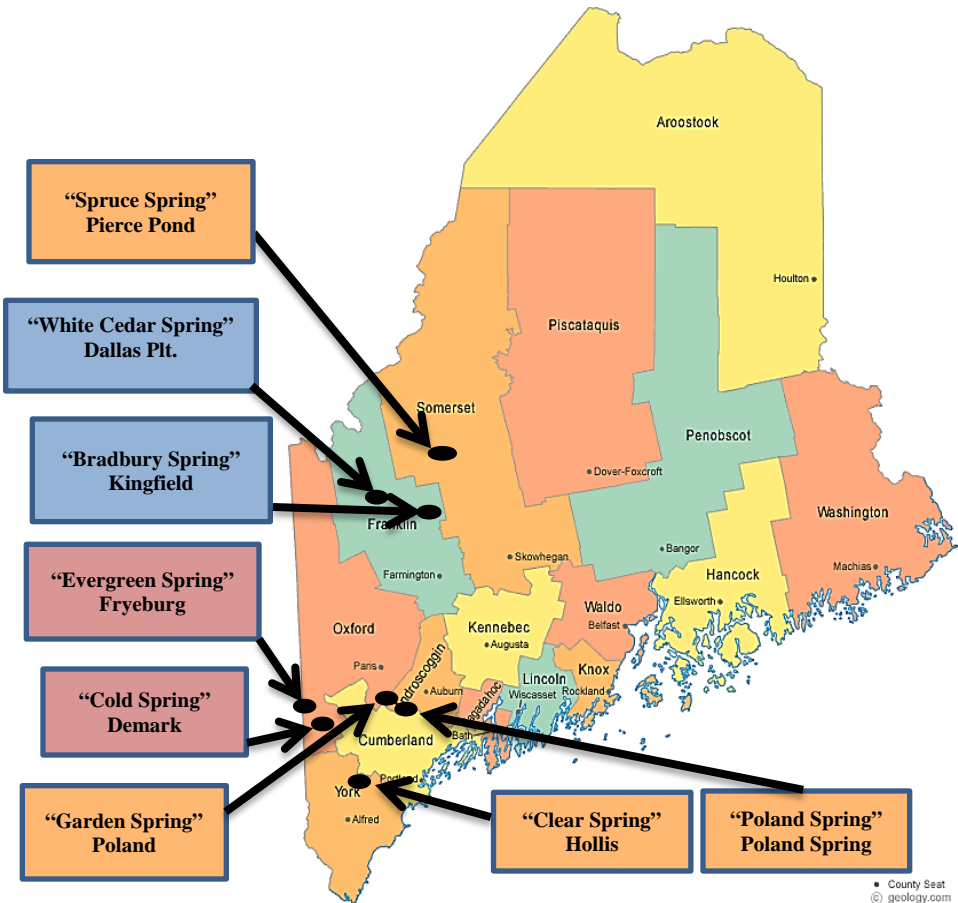 Aroostook
“Spruce Spring”
Pierce Pond
Houlton
“White Cedar Spring”
Dallas Plt.
Piscataquis
Somerset
Penobscot
“Bradbury Spring”
Kingfield
Dover-Foxcroft
Washington
Franklin
Skowhegan
Bangor
Machias
“Evergreen Spring”
Fryeburg
Farmington
Hancock
Ellsworth
Waldo
Belfast
Oxford
Kennebec
Augusta
Paris
Knox
Lincoln
Wiscasset
Rockland
ndroscoggin
Auburn
agadahoc
Bath
“Cold Spring”
Demark
Cumberland
Portland
York
Alfred
“Garden Spring”
Poland
“Clear Spring”
Hollis
“Poland Spring”
Poland Spring
County Seat
© geology.com